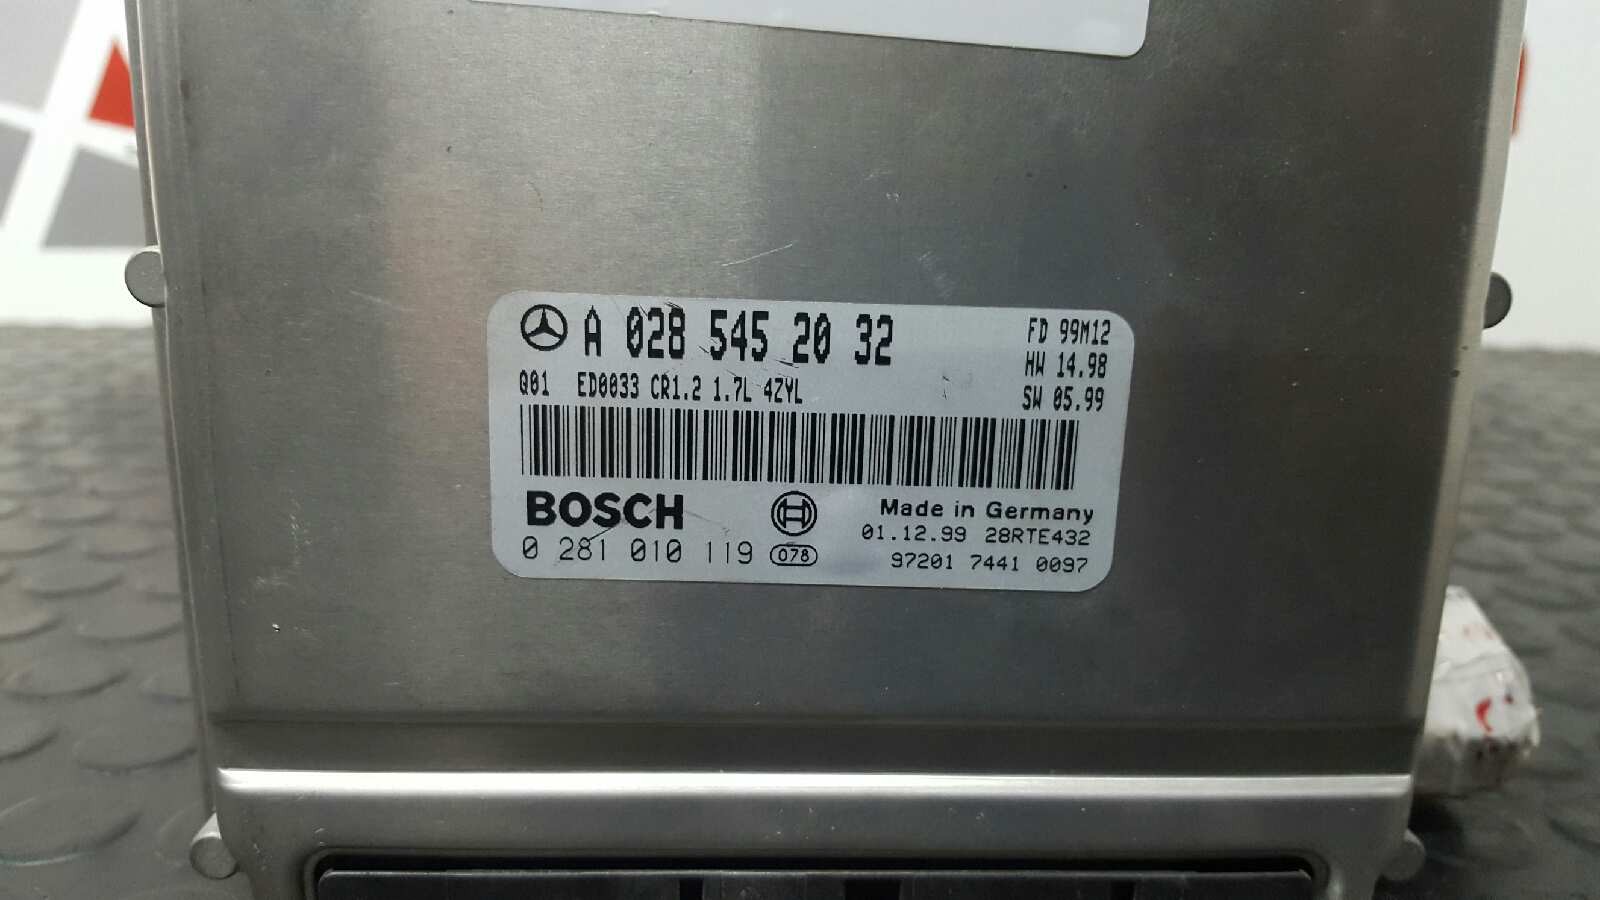 A 028 545 20 32
FD 99M12
HW 14.98
SW 05.99
Q01 ED0033 CR1.2 1.7L 4ZYL
BOSCH
Made in Germany
01.12.99 28RTE432
0 281 010 119 078
97201 7441 0097